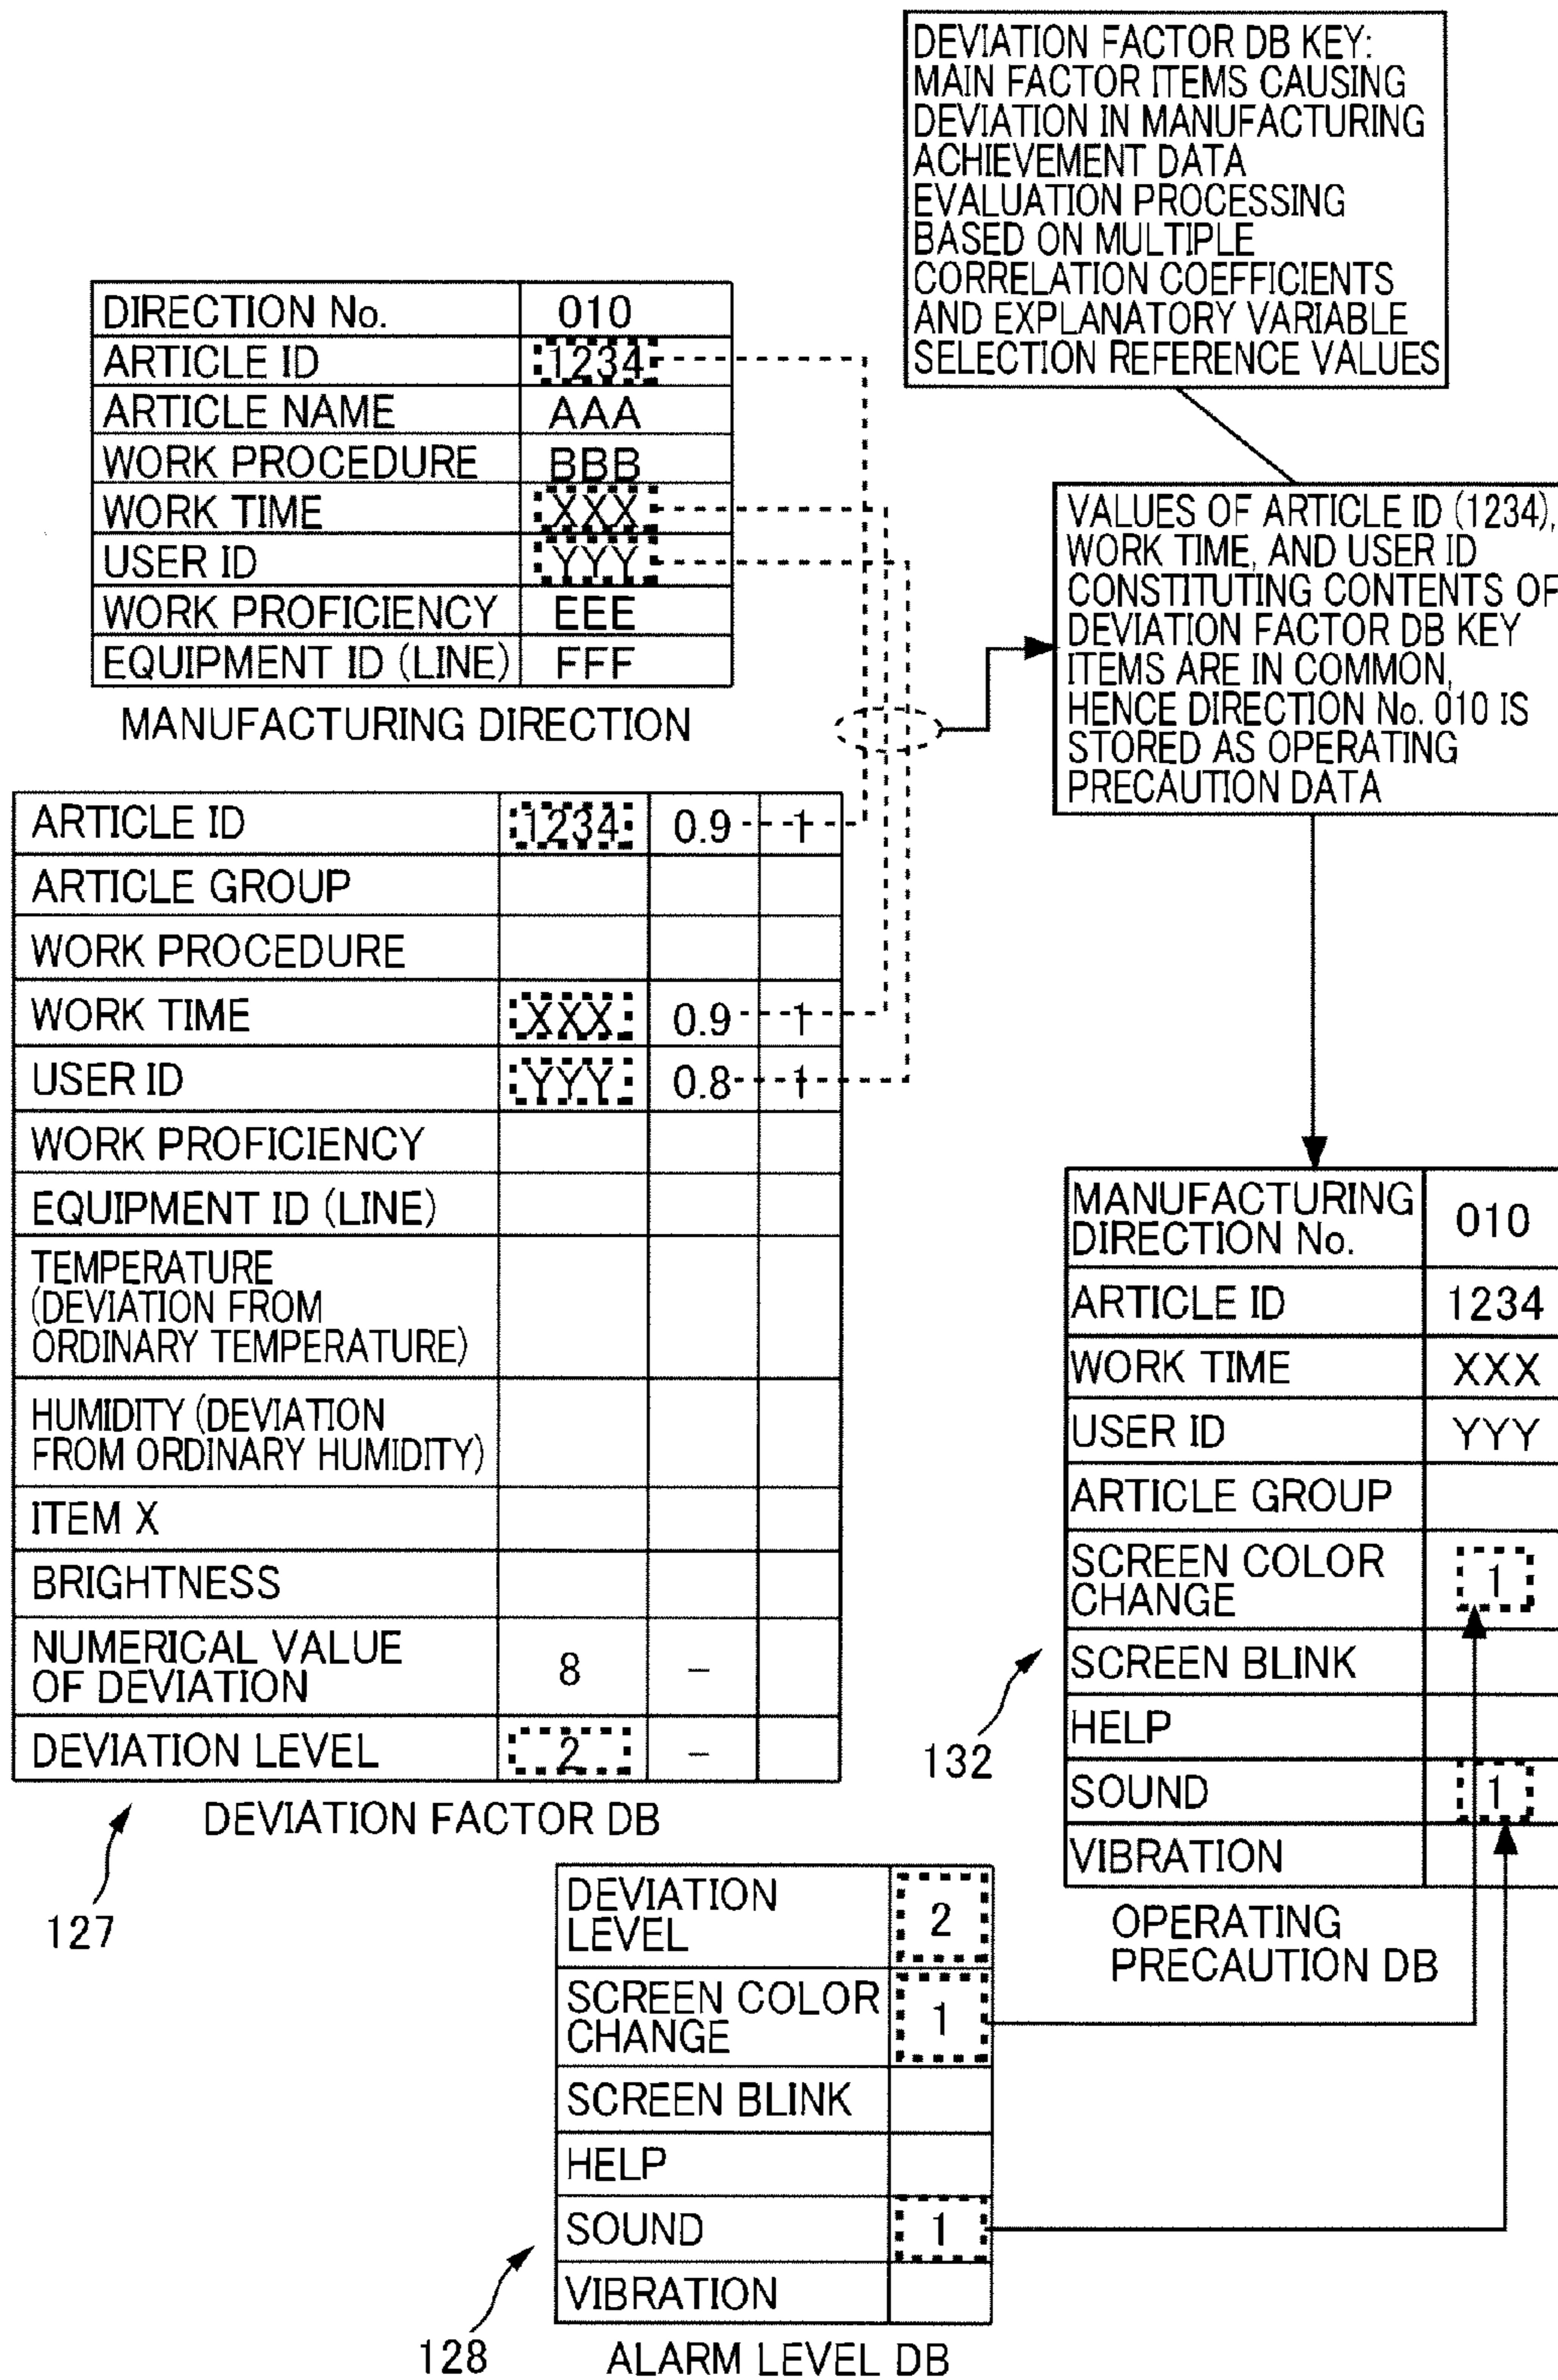 DEVIATION FACTOR DB KEY:
MAIN FACTOR ITEMS CAUSING
DEVIATION IN MANUFACTURING
ACHIEVEMENT DATA
EVALUATION PROCESSING
BASED ON MULTIPLE
CORRELATION COEFFICIENTS
AND EXPLANATORY VARIABLE
SELECTION REFERENCE VALUES
DIRECTION No. 010
ARTICLE ID 1234
ARTICLE NAME AAA
WORK PROCEDURE BBB
WORK TIME XXX
USER ID YYY
WORK PROFICIENCY EEE
EQUIPMENT ID (LINE) FFF
MANUFACTURING DIRECTION
VALUES OF ARTICLE ID (1234),
WORK TIME, AND USER ID
CONSTITUTING CONTENTS OF
DEVIATION FACTOR DB KEY
ITEMS ARE IN COMMON,
HENCE DIRECTION No. 010 IS
STORED AS OPERATING
PRECAUTION DATA
ARTICLE ID 1234 0.9 1
ARTICLE GROUP
WORK PROCEDURE
WORK TIME XXX 0.9 1
USER ID YYY 0.8 1
WORK PROFICIENCY
EQUIPMENT ID (LINE)
TEMPERATURE
(DEVIATION FROM
ORDINARY TEMPERATURE)
HUMIDITY (DEVIATION
FROM ORDINARY HUMIDITY)
ITEM X
BRIGHTNESS
NUMERICAL VALUE
OF DEVIATION 8 –
DEVIATION LEVEL 2 –
DEVIATION FACTOR DB
127
MANUFACTURING
DIRECTION No. 010
ARTICLE ID 1234
WORK TIME XXX
USER ID YYY
ARTICLE GROUP
SCREEN COLOR
CHANGE 1
SCREEN BLINK
HELP
SOUND 1
VIBRATION
132
OPERATING
PRECAUTION DB
DEVIATION
LEVEL 2
SCREEN COLOR
CHANGE 1
SCREEN BLINK
HELP
SOUND 1
VIBRATION
128
ALARM LEVEL DB